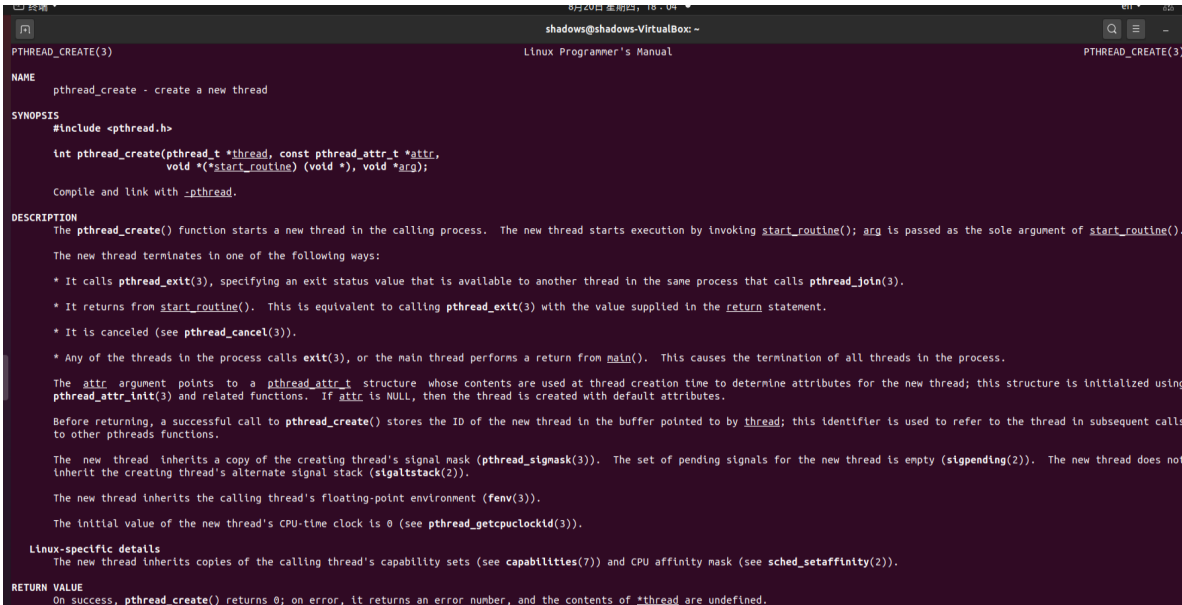 终端
8月20日 星期四, 18:04
en
shadows@shadows-VirtualBox: ~
PTHREAD_CREATE(3) Linux Programmer's Manual PTHREAD_CREATE(3)
NAME
pthread_create - create a new thread
SYNOPSIS
#include <pthread.h>
int pthread_create(pthread_t *thread, const pthread_attr_t *attr,
void *(*start_routine) (void *), void *arg);
Compile and link with -pthread.
DESCRIPTION
The pthread_create() function starts a new thread in the calling process. The new thread starts execution by invoking start_routine(); arg is passed as the sole argument of start_routine().
The new thread terminates in one of the following ways:
* It calls pthread_exit(3), specifying an exit status value that is available to another thread in the same process that calls pthread_join(3).
* It returns from start_routine(). This is equivalent to calling pthread_exit(3) with the value supplied in the return statement.
* It is canceled (see pthread_cancel(3)).
* Any of the threads in the process calls exit(3), or the main thread performs a return from main(). This causes the termination of all threads in the process.
The attr argument points to a pthread_attr_t structure whose contents are used at thread creation time to determine attributes for the new thread; this structure is initialized using
pthread_attr_init(3) and related functions. If attr is NULL, then the thread is created with default attributes.
Before returning, a successful call to pthread_create() stores the ID of the new thread in the buffer pointed to by thread; this identifier is used to refer to the thread in subsequent calls
to other pthreads functions.
The new thread inherits a copy of the creating thread's signal mask (pthread_sigmask(3)). The set of pending signals for the new thread is empty (sigpending(2)). The new thread does not
inherit the creating thread's alternate signal stack (sigaltstack(2)).
The new thread inherits the calling thread's floating-point environment (fenv(3)).
The initial value of the new thread's CPU-time clock is 0 (see pthread_getcpuclockid(3)).
Linux-specific details
The new thread inherits copies of the calling thread's capability sets (see capabilities(7)) and CPU affinity mask (see sched_setaffinity(2)).
RETURN VALUE
On success, pthread_create() returns 0; on error, it returns an error number, and the contents of *thread are undefined.